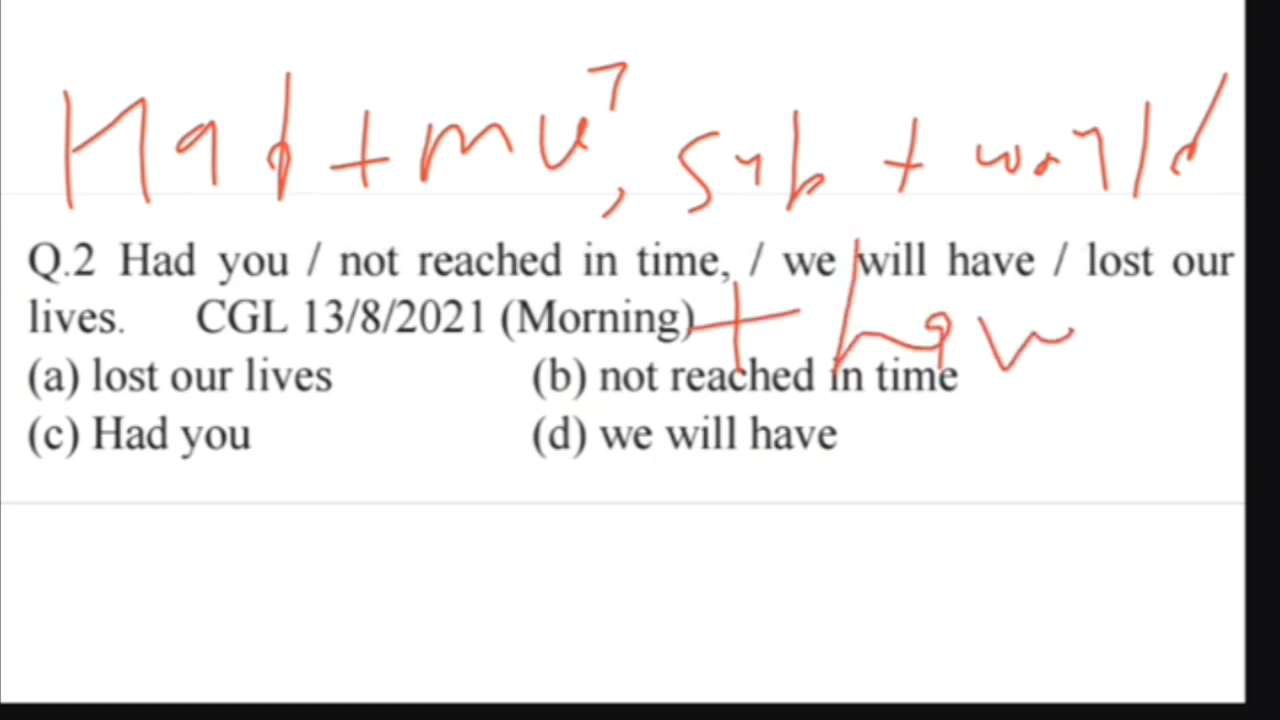 Had + mv³, Sub + would
Q.2 Had you / not reached in time, / we will have / lost our
lives. CGL 13/8/2021 (Morning)
+ hav
(a) lost our lives (b) not reached in time
(c) Had you (d) we will have